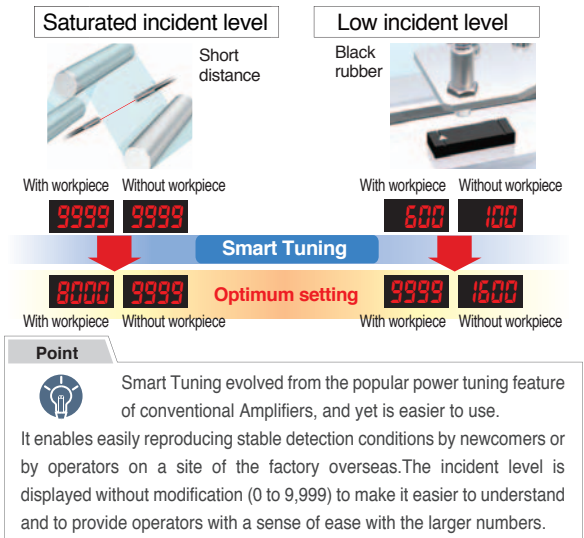 Saturated incident level
Low incident level
Short
distance
Black
rubber
With workpiece Without workpiece
With workpiece Without workpiece
9999 9999
600 100
Smart Tuning
8000 9999
Optimum setting
9999 1600
With workpiece Without workpiece
With workpiece Without workpiece
Point
Smart Tuning evolved from the popular power tuning feature
of conventional Amplifiers, and yet is easier to use.
It enables easily reproducing stable detection conditions by newcomers or
by operators on a site of the factory overseas.The incident level is
displayed without modification (0 to 9,999) to make it easier to understand
and to provide operators with a sense of ease with the larger numbers.